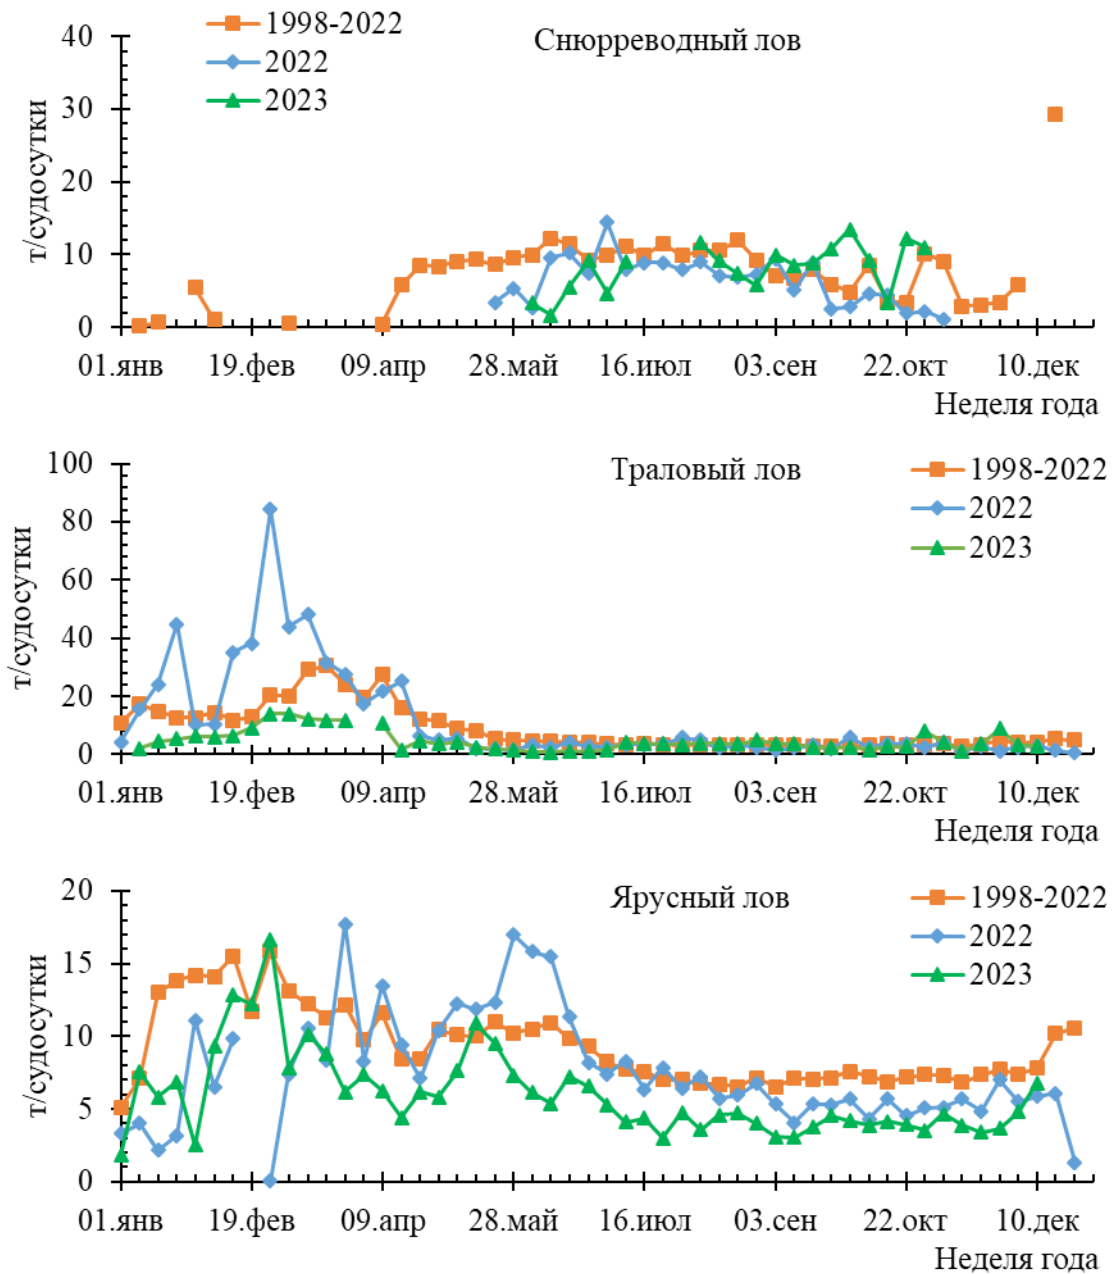 1998-2022
2022
2023
Снюрреводный лов
т/судосутки
40
30
20
10
0
01.янв 19.фев 09.апр 28.май 16.июл 03.сен 22.окт 10.дек
Неделя года
Траловый лов
1998-2022
2022
2023
т/судосутки
100
80
60
40
20
0
01.янв 19.фев 09.апр 28.май 16.июл 03.сен 22.окт 10.дек
Неделя года
Ярусный лов
1998-2022
2022
2023
т/судосутки
20
15
10
5
0
01.янв 19.фев 09.апр 28.май 16.июл 03.сен 22.окт 10.дек
Неделя года